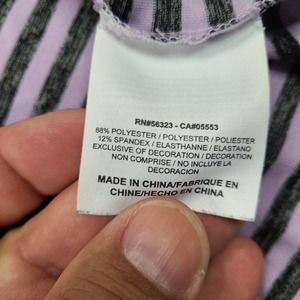 RN#56323 - CA#05553
88% POLYESTER / POLYESTER / POLIESTER
12% SPANDEX / ELASTHANNE / ELASTANO
EXCLUSIVE OF DECORATION / DECORATION
NON COMPRISE / NO INCLUYE LA
DECORACION
MADE IN CHINA/FABRIQUE EN
CHINE/HECHO EN CHINA